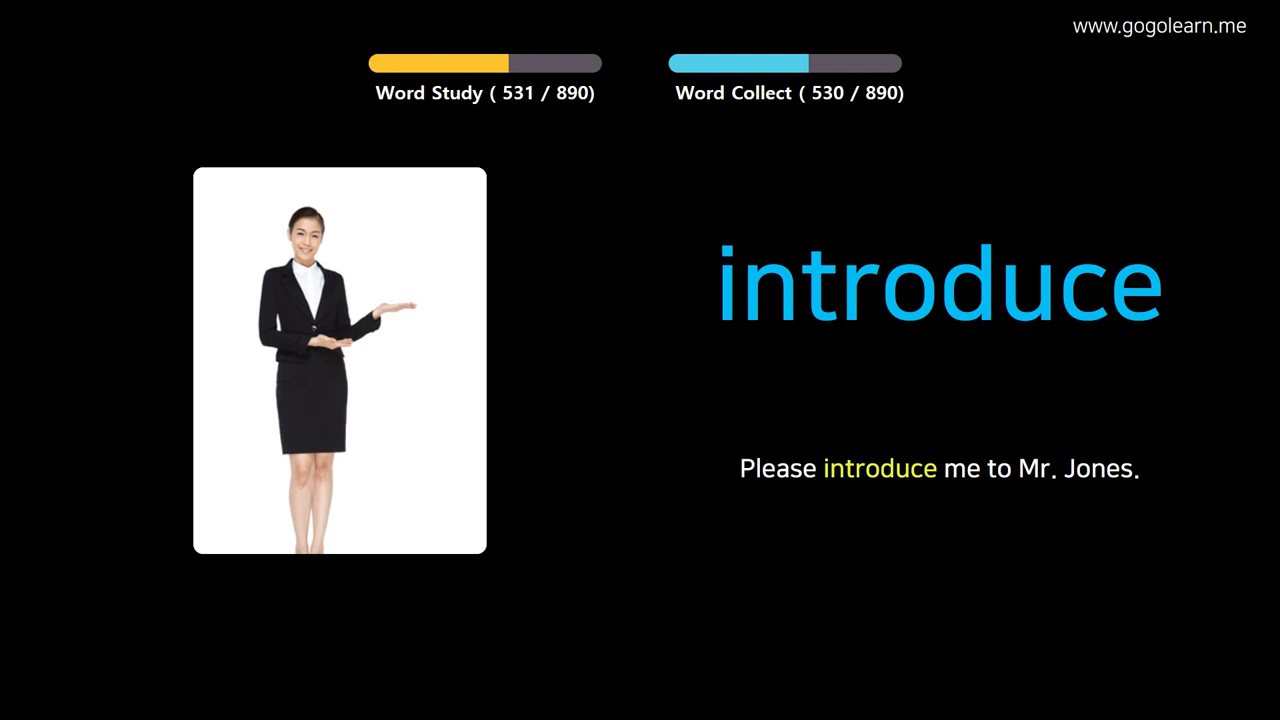 www.gogolearn.me
Word Study ( 531 / 890)
Word Collect ( 530 / 890)
introduce
Please introduce me to Mr. Jones.